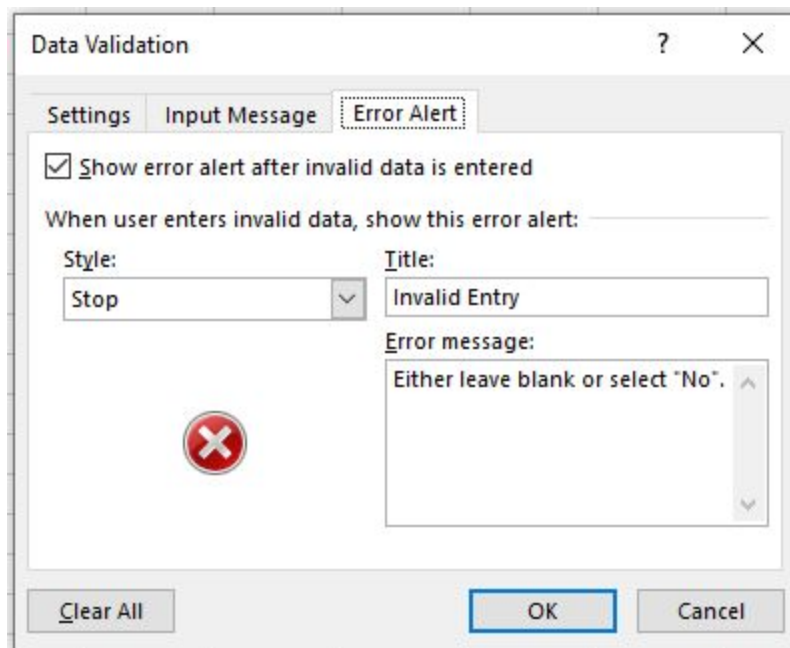 Data Validation ?
Settings Input Message Error Alert
Show error alert after invalid data is entered
When user enters invalid data, show this error alert:
Style: Title:
Stop Invalid Entry
Error message:
Either leave blank or select "No".
Clear All OK Cancel